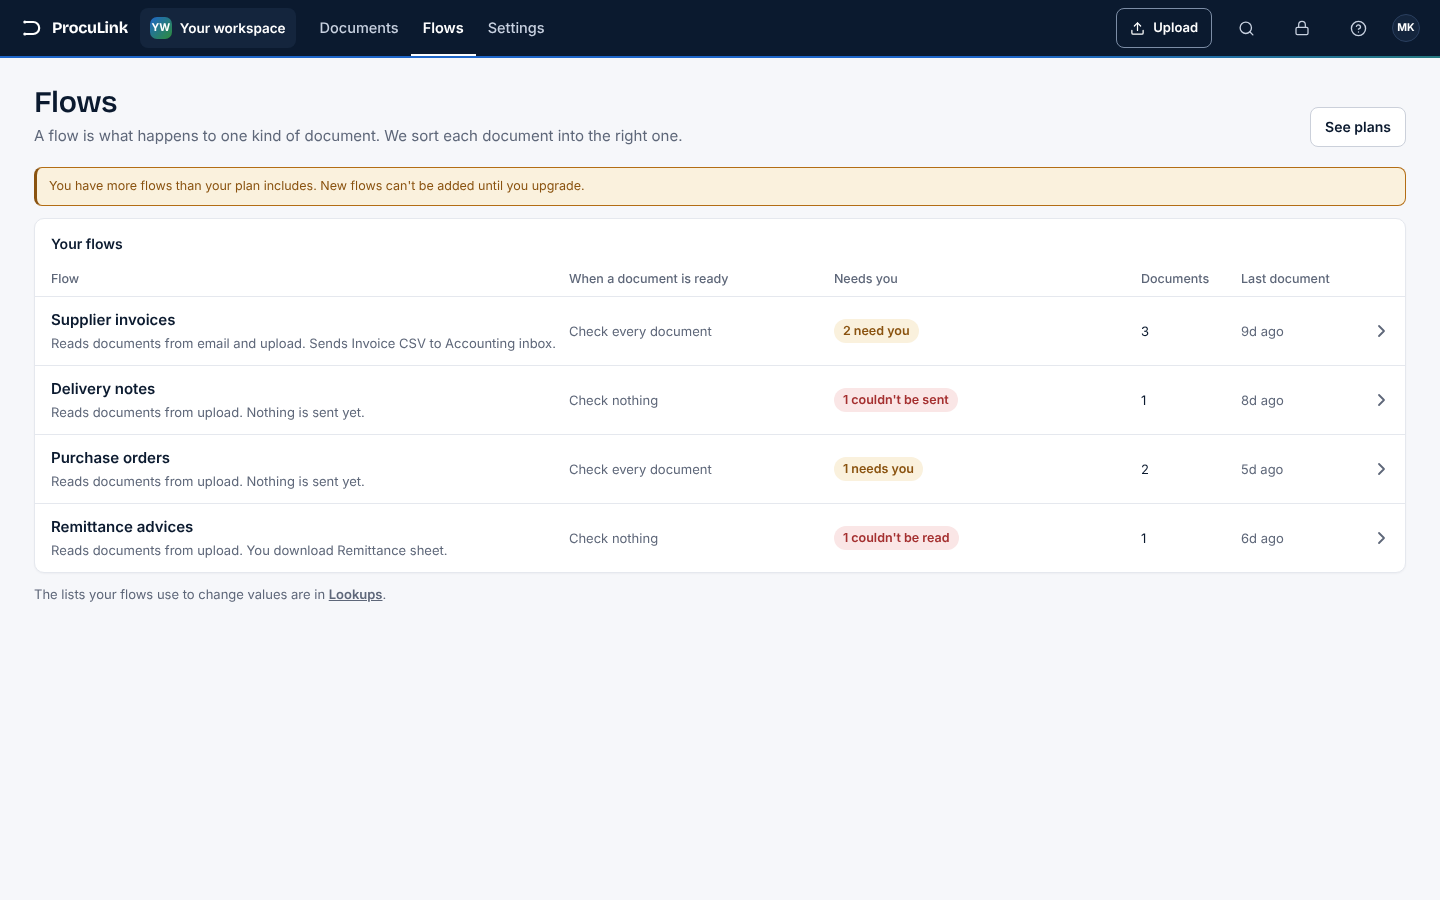 ProcuLink YW Your workspace Documents Flows Settings Upload MK
Flows
A flow is what happens to one kind of document. We sort each document into the right one.
See plans
You have more flows than your plan includes. New flows can't be added until you upgrade.
Your flows
Flow When a document is ready Needs you Documents Last document
Supplier invoices
Reads documents from email and upload. Sends Invoice CSV to Accounting inbox.
Check every document 2 need you 3 9d ago
Delivery notes
Reads documents from upload. Nothing is sent yet.
Check nothing 1 couldn't be sent 1 8d ago
Purchase orders
Reads documents from upload. Nothing is sent yet.
Check every document 1 needs you 2 5d ago
Remittance advices
Reads documents from upload. You download Remittance sheet.
Check nothing 1 couldn't be read 1 6d ago
The lists your flows use to change values are in Lookups.